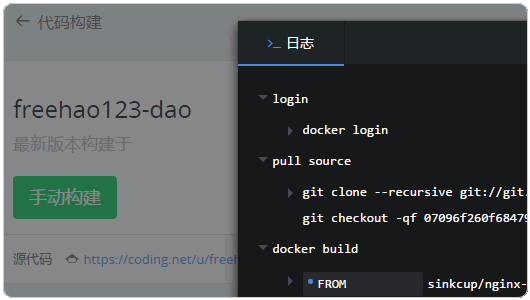 ← 代码构建
freehao123-dao
最新版本构建于
手动构建
源代码 https://coding.net/u/freeh
>_ 日志
login
docker login
pull source
git clone --recursive git://git.
git checkout -qf 07096f260f68479
docker build
FROM sinkcup/nginx-